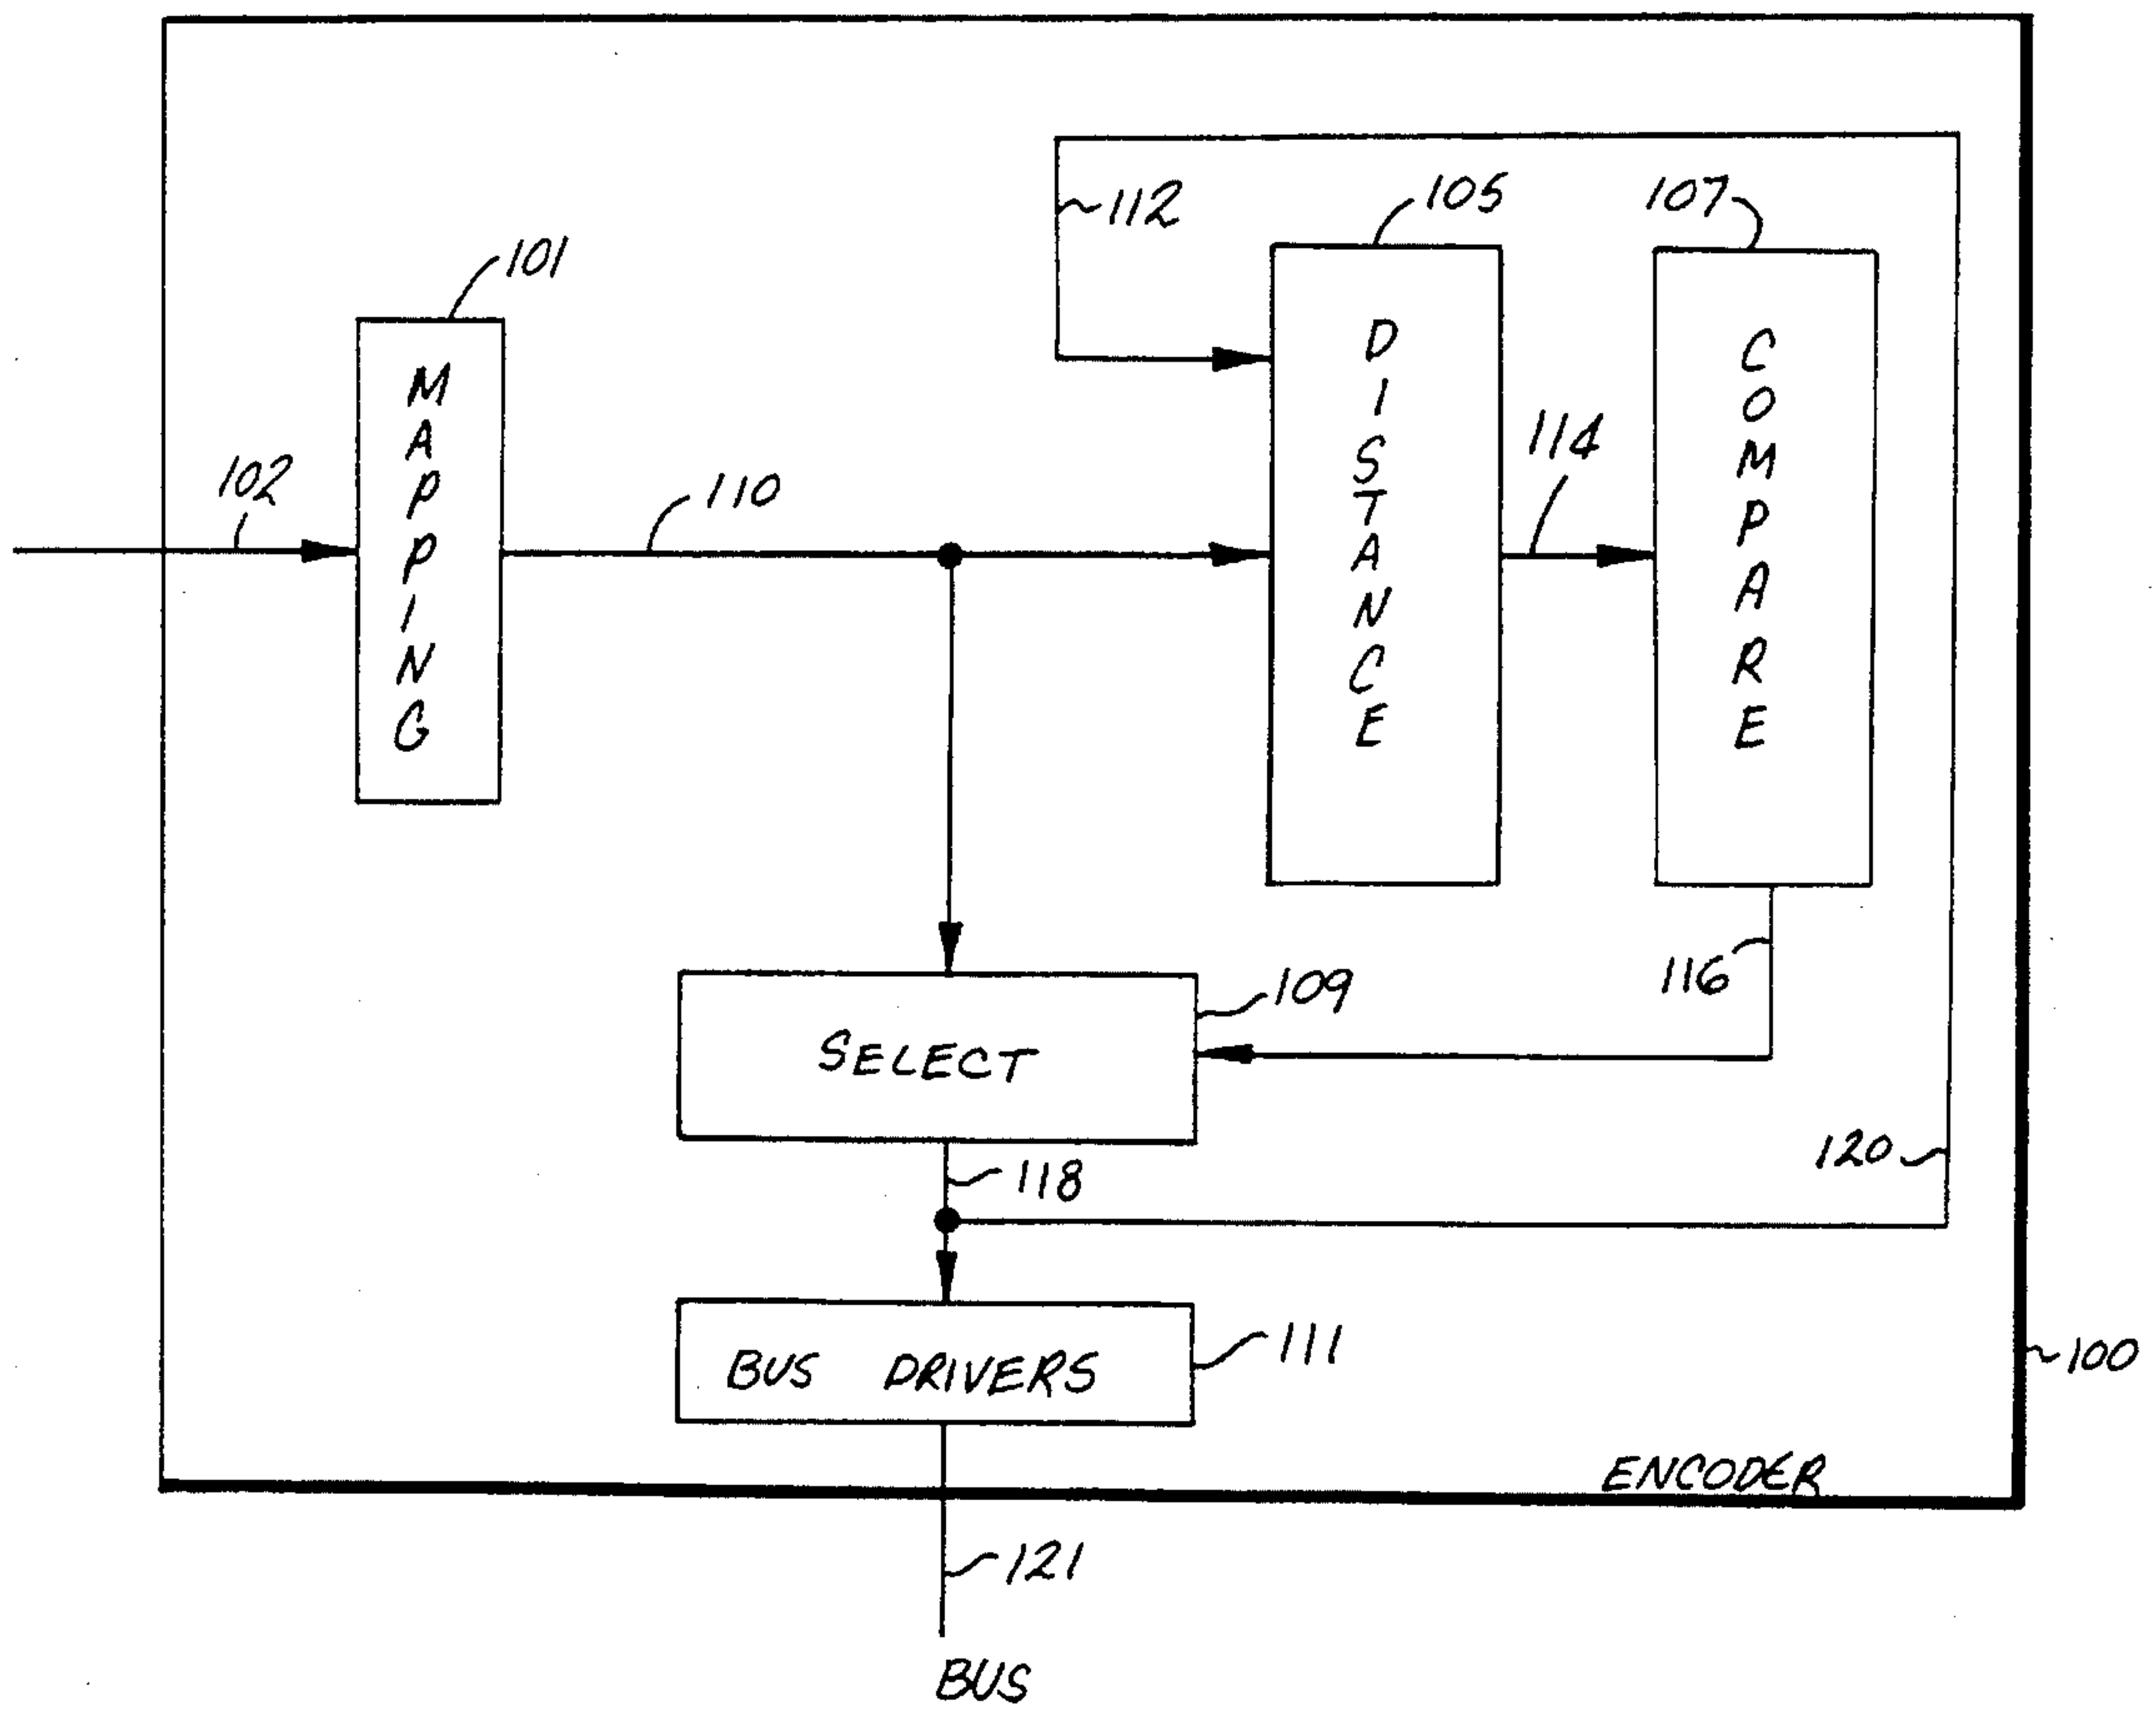 112
105
107
101
MAPPING
DISTANCE
COMPARE
102
110
114
109
116
SELECT
118
120
BUS DRIVERS
111
100
ENCODER
121
BUS